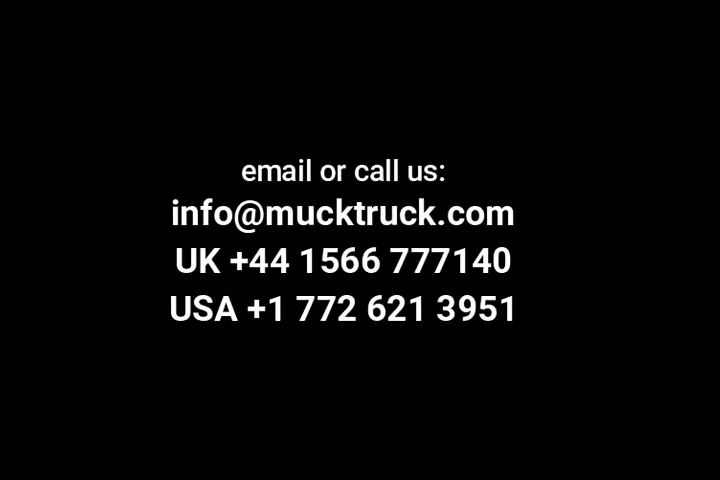 email or call us:
info@mucktruck.com
UK +44 1566 777140
USA +1 772 621 3951